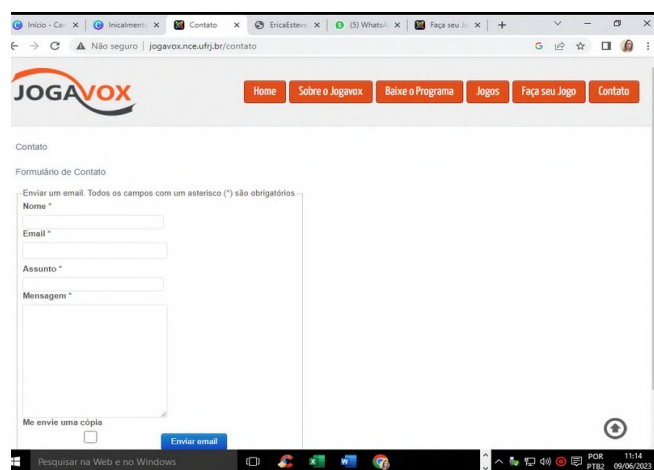 Início - Can
Inicalmente
Contato
EricaEsteve
(5) WhatsA
Faça seu Jo
Não seguro | jogavox.nce.ufrj.br/contato
JOGAVOX
Home
Sobre o Jogavox
Baixe o Programa
Jogos
Faça seu Jogo
Contato
Contato
Formulário de Contato
Enviar um email. Todos os campos com um asterisco (*) são obrigatórios.
Nome *
Email *
Assunto *
Mensagem *
Me envie uma cópia
Enviar email
Pesquisar na Web e no Windows
POR
PTB2
11:14
09/06/2023